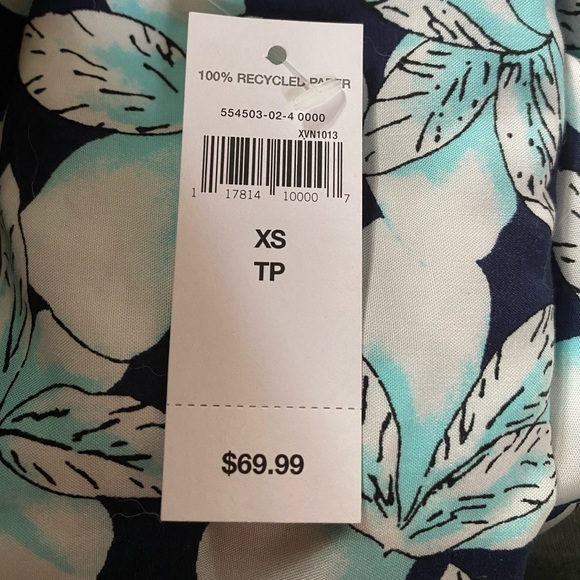 100% RECYCLED PAPER
554503-02-4 0000
XVN1013
1 17814 10000 7
XS
TP
$69.99